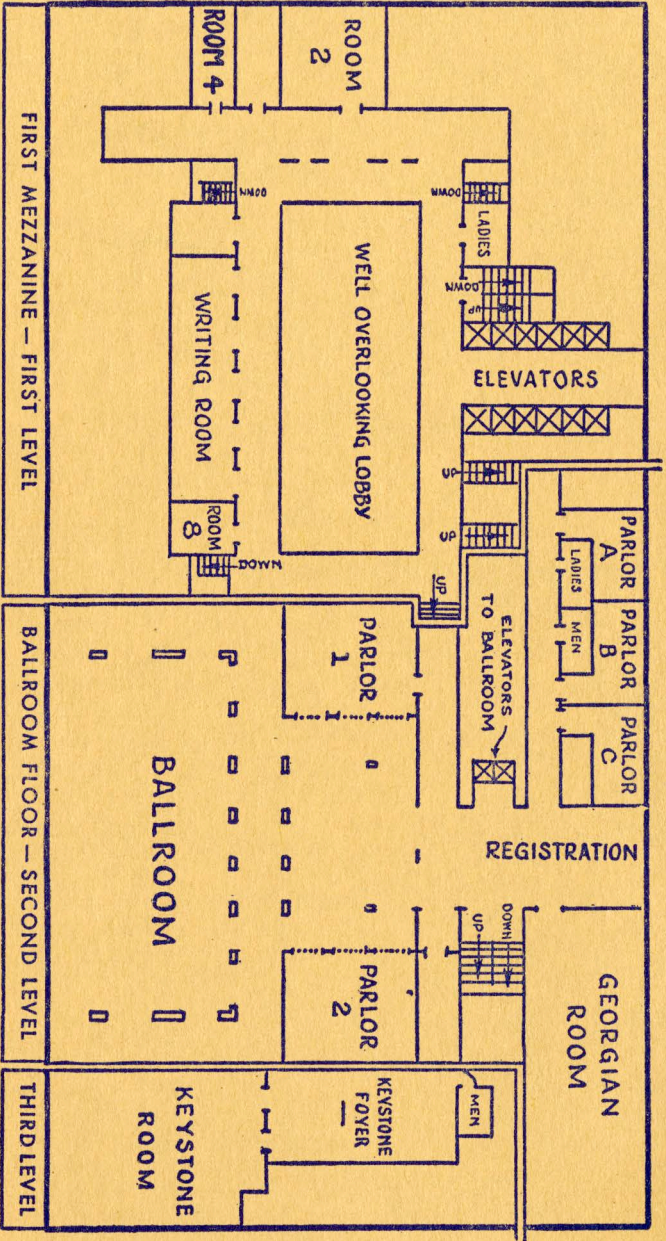 ROOM
2
ROOM 4
DOWN
DOWN
LADIES
DOWN
UP
ELEVATORS
WELL OVERLOOKING LOBBY
WRITING ROOM
ROOM
8
DOWN
UP
UP
UP
FIRST MEZZANINE — FIRST LEVEL
PARLOR
A
PARLOR
B
PARLOR
C
LADIES
MEN
ELEVATORS
TO BALLROOM
REGISTRATION
PARLOR
1
BALLROOM
PARLOR
2
DOWN
UP
GEORGIAN
ROOM
BALLROOM FLOOR — SECOND LEVEL
MEN
KEYSTONE
FOYER
KEYSTONE
ROOM
THIRD LEVEL